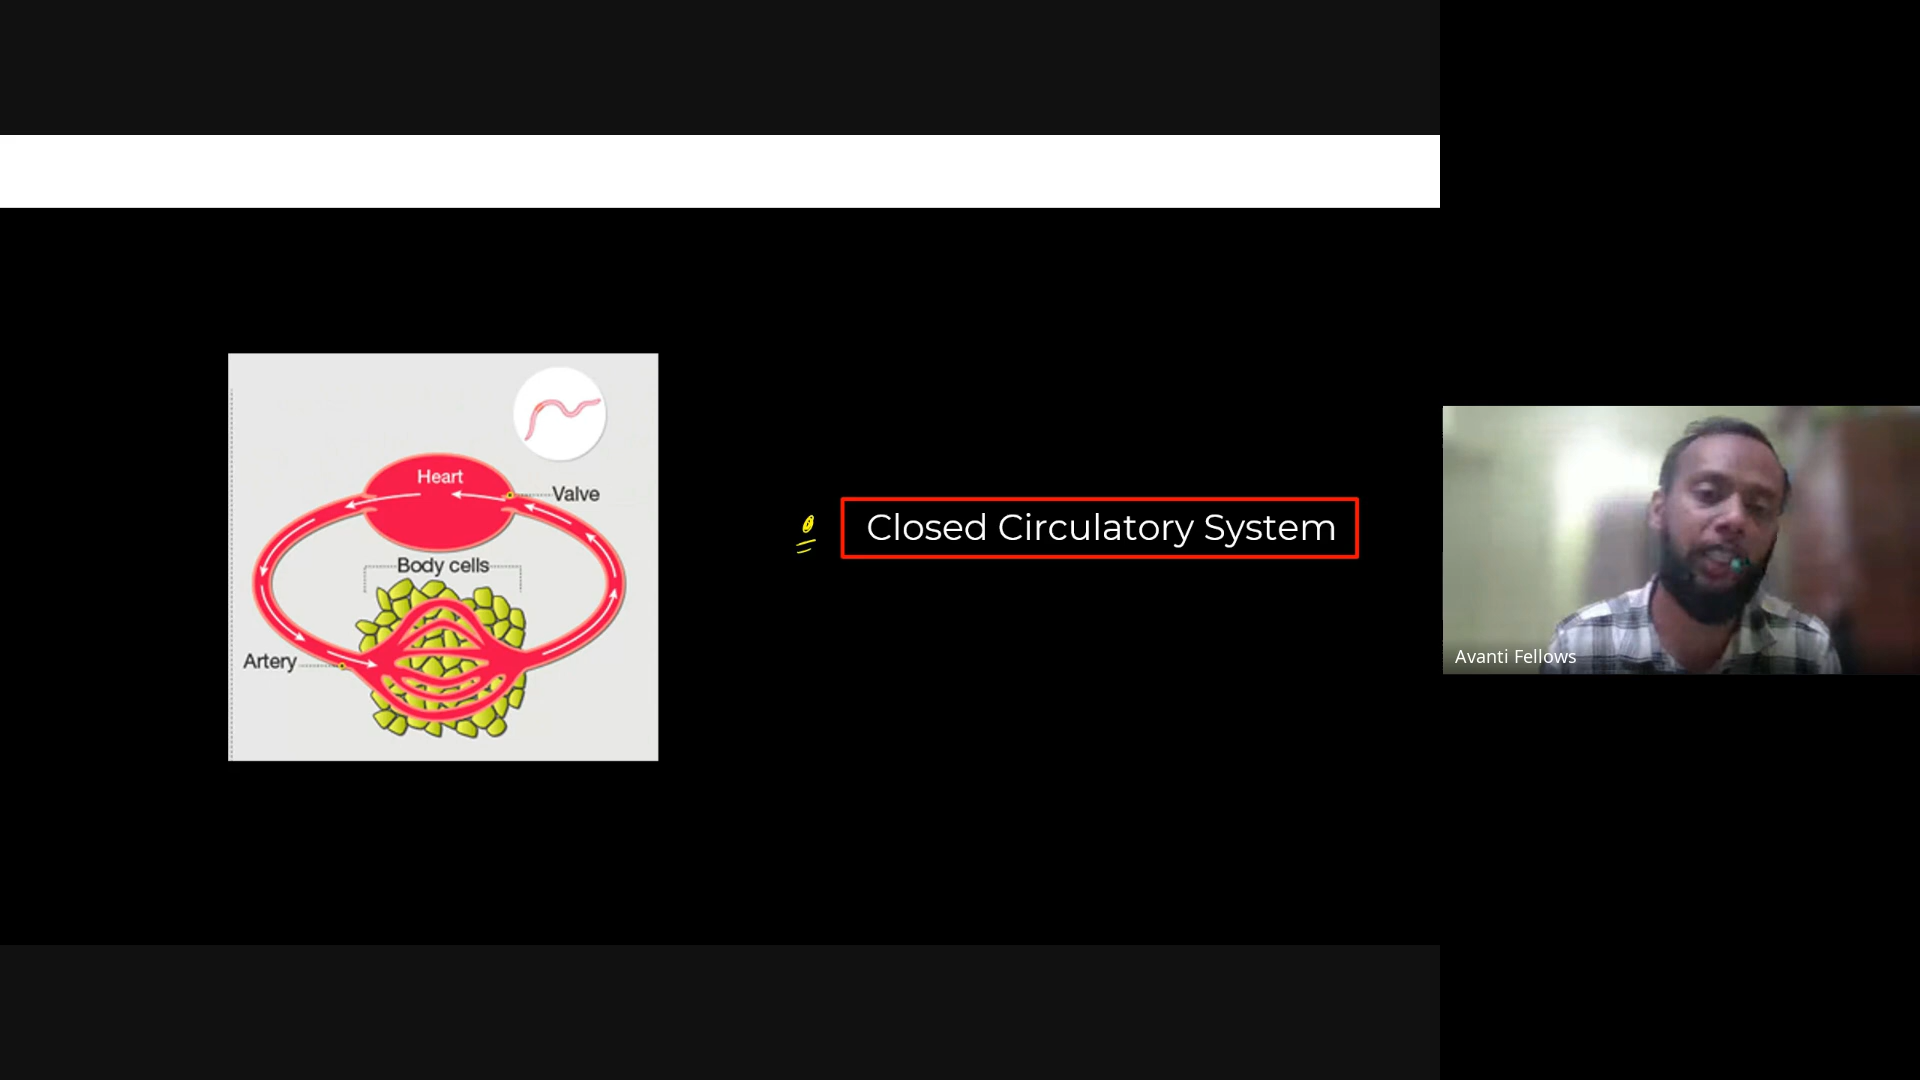 Heart
Valve
Body cells
Artery
Closed Circulatory System
Avanti Fellows